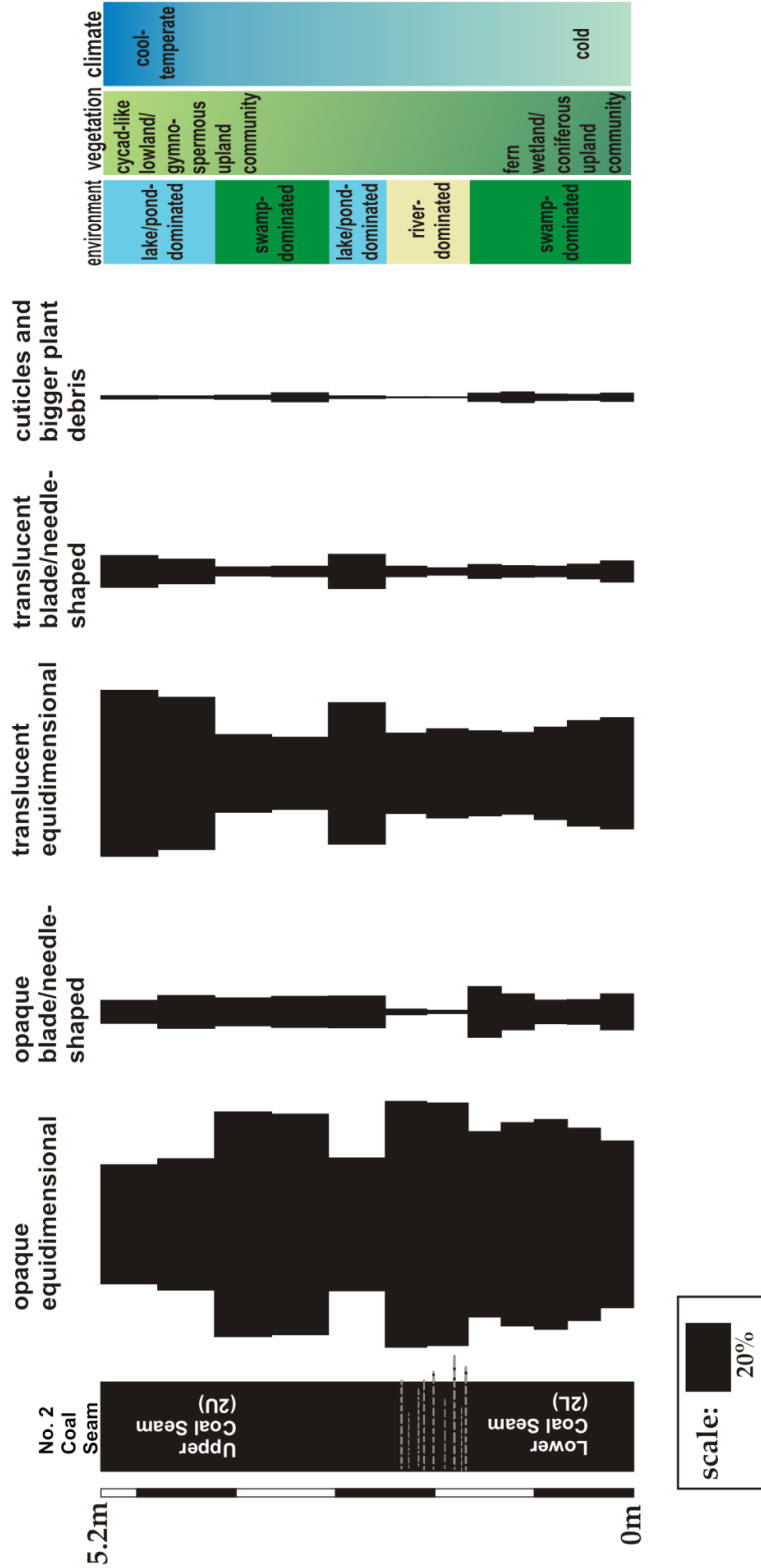 No. 2
Coal
Seam
opaque
equidimensional
opaque
blade/needle-
shaped
translucent
equidimensional
translucent
blade/needle-
shaped
cuticles and
bigger plant
debris
environment
vegetation
climate
5.2m
0m
Upper
Coal Seam
(2U)
Lower
Coal Seam
(2L)
lake/pond-
dominated
swamp-
dominated
lake/pond-
dominated
river-
dominated
swamp-
dominated
cycad-like
lowland/
gymno-
spermous
upland
community
fern
wetland/
coniferous
upland
community
cool-
temperate
cold
scale:
20%